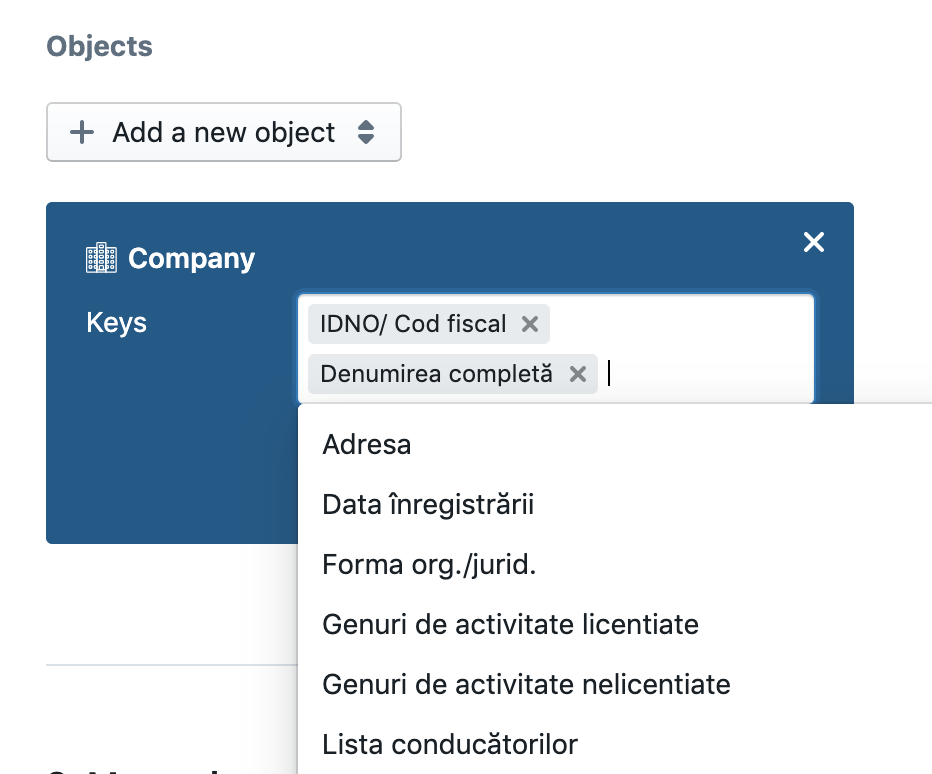 Objects
Add a new object
Company
Keys
IDNO/ Cod fiscal
Denumirea completă
Adresa
Data înregistrării
Forma org./jurid.
Genuri de activitate licentiate
Genuri de activitate nelicentiate
Lista conducătorilor